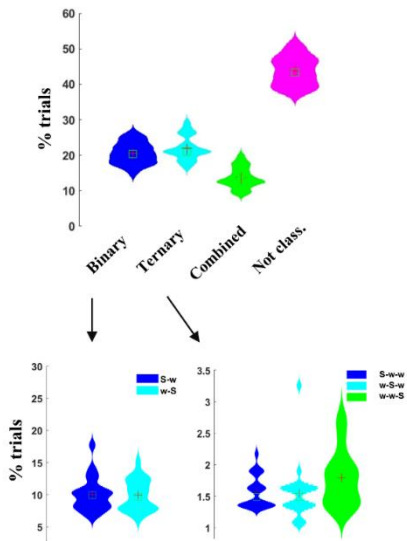 60
50
40
30
20
10
0
% trials
Binary
Ternary
Combined
Not class.
30
25
20
15
10
5
% trials
S-w
w-S
3.5
3
2.5
2
1.5
1
S-w-w
w-S-w
w-w-S